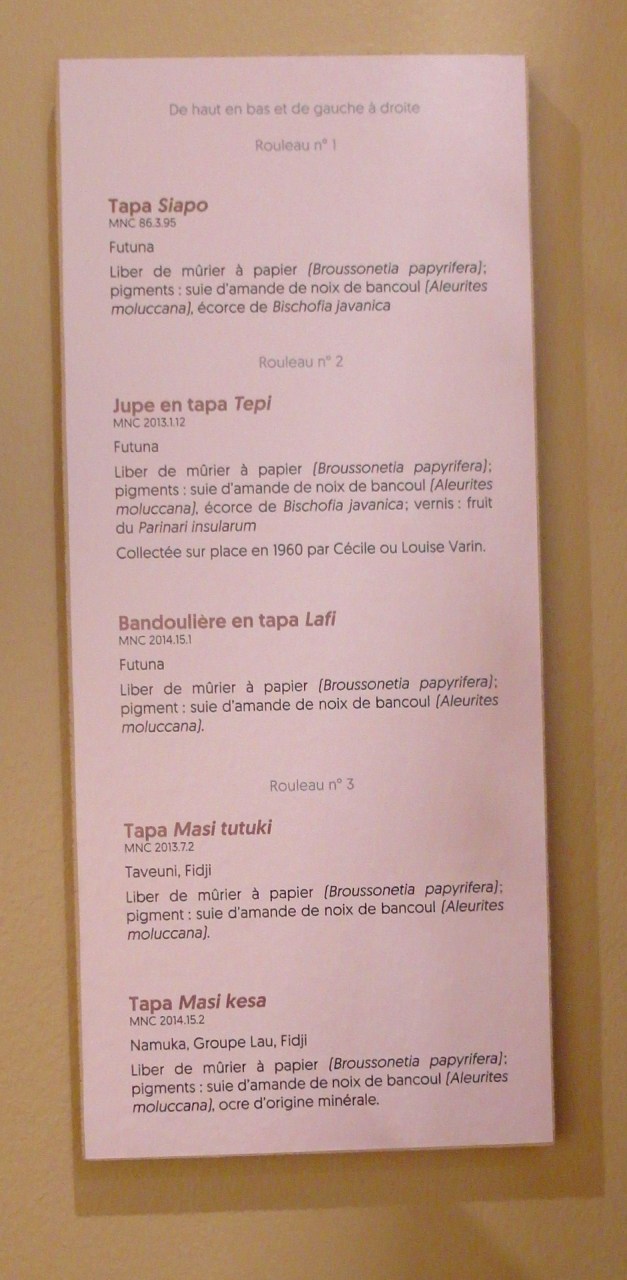 De haut en bas et de gauche à droite
Rouleau n° 1
Tapa Siapo
MNC 86.3.95
Futuna
Liber de mûrier à papier (Broussonetia papyrifera);
pigments : suie d'amande de noix de bancoul (Aleurites
moluccana), écorce de Bischofia javanica
Rouleau n° 2
Jupe en tapa Tepi
MNC 2013.1.12
Futuna
Liber de mûrier à papier (Broussonetia papyrifera);
pigments : suie d'amande de noix de bancoul (Aleurites
moluccana), écorce de Bischofia javanica; vernis : fruit
du Parinari insularum
Collectée sur place en 1960 par Cécile ou Louise Varin.
Bandoulière en tapa Lafi
MNC 2014.15.1
Futuna
Liber de mûrier à papier (Broussonetia papyrifera);
pigment : suie d'amande de noix de bancoul (Aleurites
moluccana).
Rouleau n° 3
Tapa Masi tutuki
MNC 2013.7.2
Taveuni, Fidji
Liber de mûrier à papier (Broussonetia papyrifera);
pigment : suie d'amande de noix de bancoul (Aleurites
moluccana).
Tapa Masi kesa
MNC 2014.15.2
Namuka, Groupe Lau, Fidji
Liber de mûrier à papier (Broussonetia papyrifera);
pigments : suie d'amande de noix de bancoul (Aleurites
moluccana), ocre d'origine minérale.